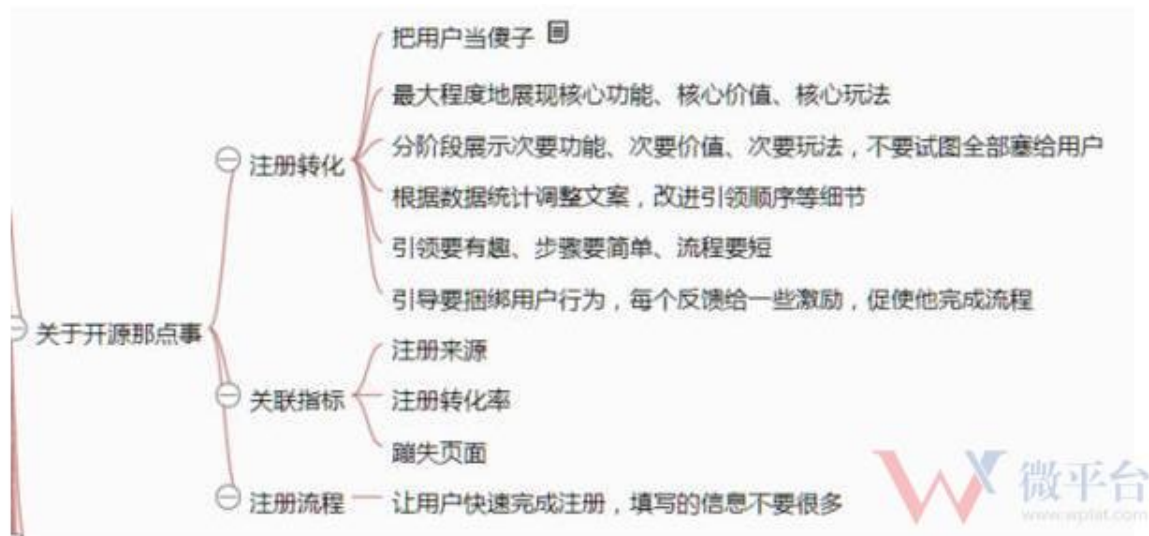 把用户当傻子
最大程度地展现核心功能、核心价值、核心玩法
分阶段展示次要功能、次要价值、次要玩法，不要试图全部塞给用户
注册转化
根据数据统计调整文案，改进引领顺序等细节
引领要有趣、步骤要简单、流程要短
引导要捆绑用户行为，每个反馈给一些激励，促使他完成流程
关于开源那点事
注册来源
关联指标
注册转化率
蹦失页面
注册流程
让用户快速完成注册，填写的信息不要很多
微平台
www.wplat.com